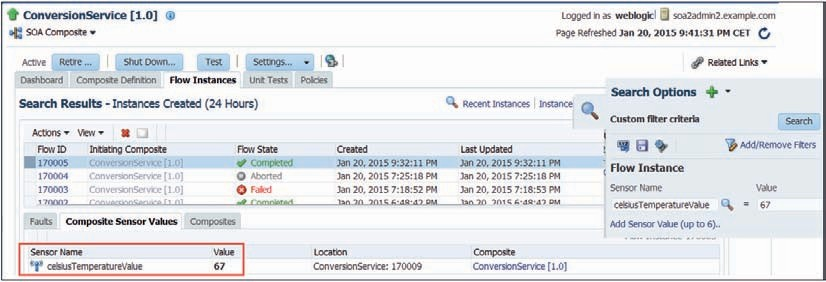 ConversionService [1.0]
Logged in as weblogic soa2admin2.example.com
SOA Composite
Page Refreshed Jan 20, 2015 9:41:31 PM CET
Active Retire ... Shut Down... Test Settings...
Related Links
Dashboard Composite Definition Flow Instances Unit Tests Policies
Search Results - Instances Created (24 Hours)
Recent Instances Instance
Actions View
Flow ID Initiating Composite Flow State Created Last Updated
170005 ConversionService [1.0] Completed Jan 20, 2015 9:32:11 PM Jan 20, 2015 9:32:11 PM
170004 ConversionService [1.0] Aborted Jan 20, 2015 7:25:18 PM Jan 20, 2015 7:25:18 PM
170003 ConversionService [1.0] Failed Jan 20, 2015 7:18:52 PM Jan 20, 2015 7:18:53 PM
170002 ConversionService [1.0] Completed Jan 20, 2015 6:48:42 PM Jan 20, 2015 6:48:42 PM
Faults Composite Sensor Values Composites
Sensor Name Value Location Composite
celsiusTemperatureValue 67 ConversionService: 170009 ConversionService [1.0]
Search Options
Custom filter criteria Search
Add/Remove Filters
Flow Instance
Sensor Name Value
celsiusTemperatureValue = 67
Add Sensor Value (up to 6)..